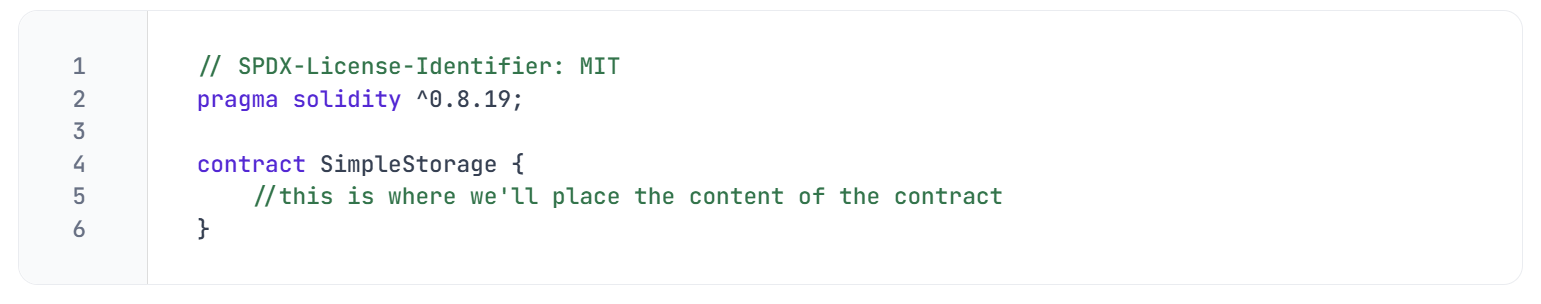 1 // SPDX-License-Identifier: MIT
2 pragma solidity ^0.8.19;
3
4 contract SimpleStorage {
5     //this is where we'll place the content of the contract
6 }